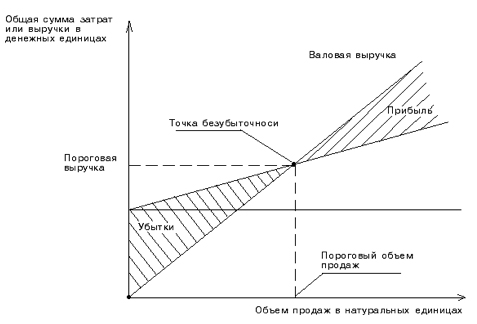 Общая сумма затрат
или выручки в
денежных единицах
Валовая выручка
Прибыль
Точка безубыточноси
Пороговая
выручка
Убытки
Пороговый объем
продаж
Объем продаж в натуральных единицах